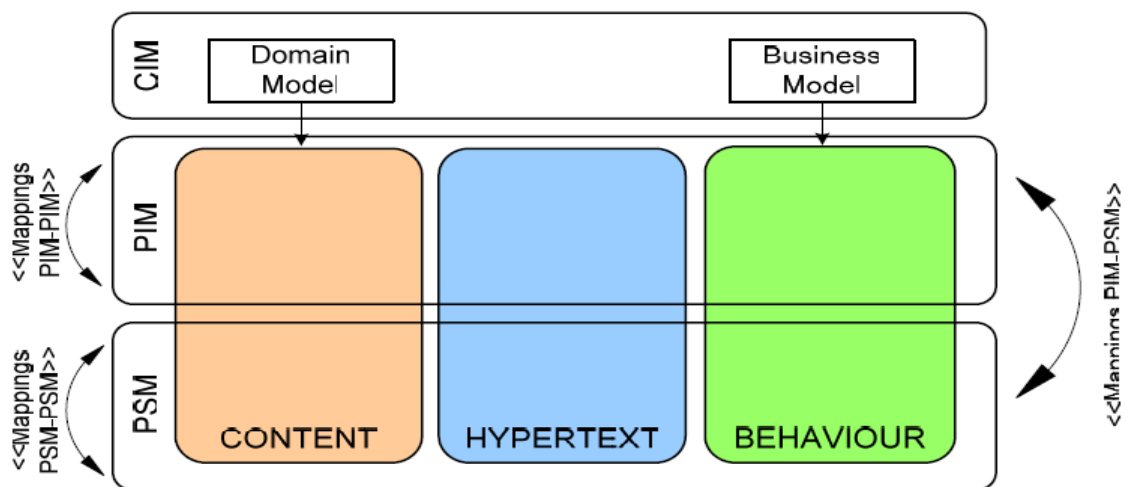 CIM
Domain
Model
Business
Model
<<Mappings
PIM-PIM>>
PIM
<<Mappings PIM-PSM>>
<<Mappings
PSM-PSM>>
PSM
CONTENT
HYPERTEXT
BEHAVIOUR